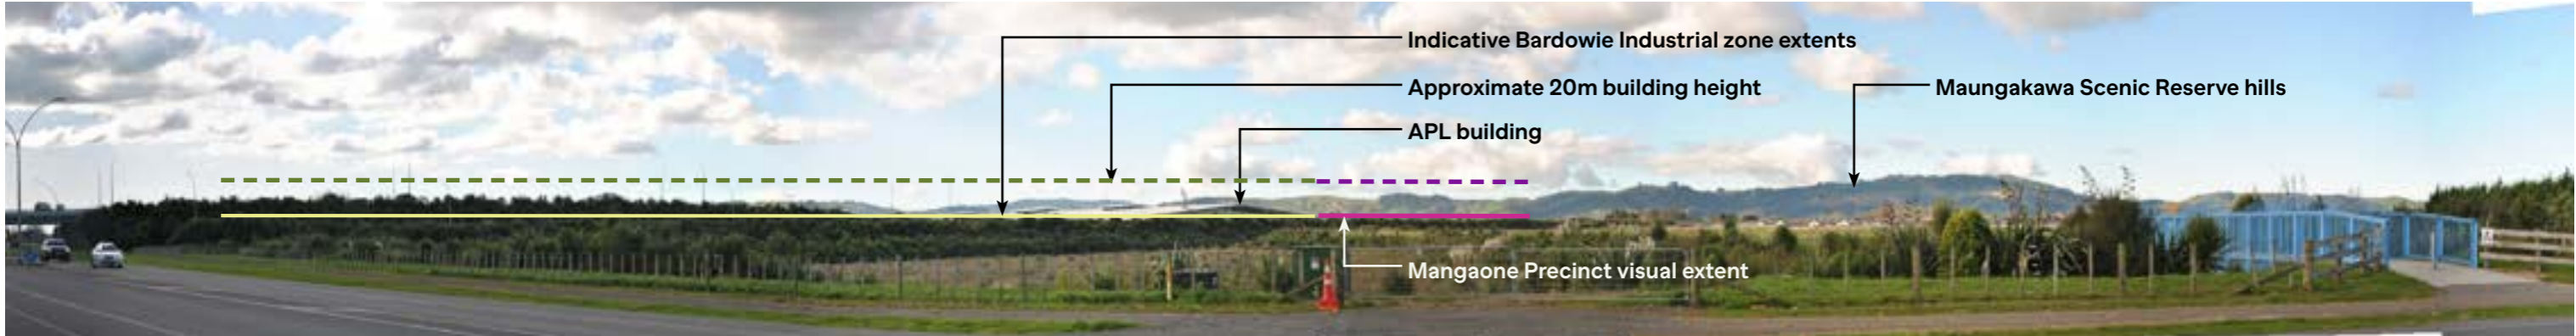 Indicative Bardowie Industrial zone extents
Approximate 20m building height
Maungakawa Scenic Reserve hills
APL building
Mangaone Precinct visual extent